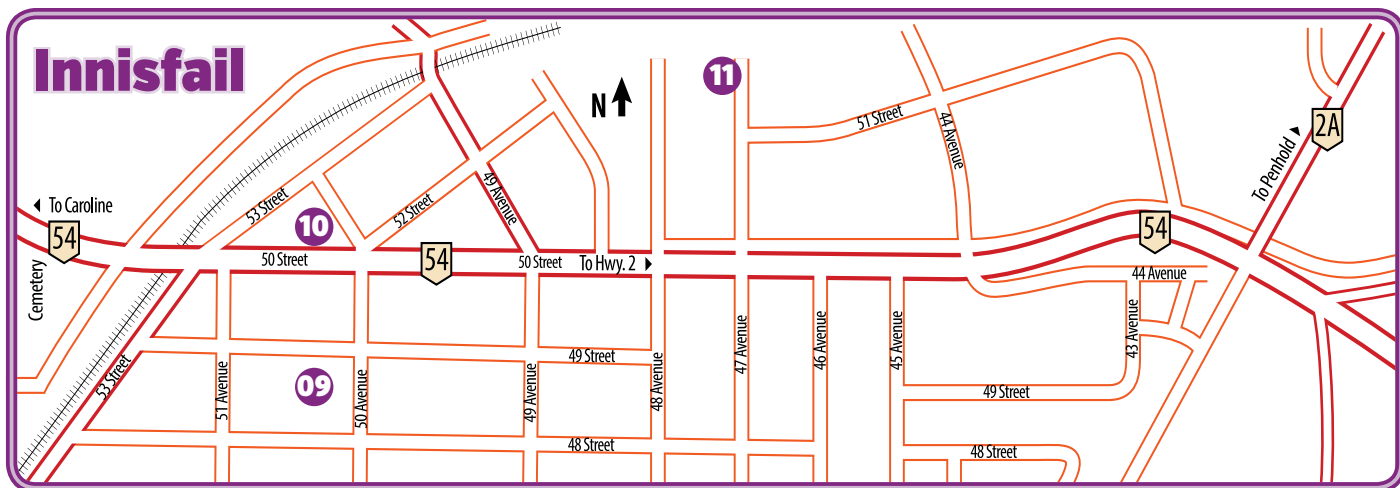 Innisfail
11
N
51 Street
44 Avenue
2A
To Penhold
To Caroline
54
53 Street
10
52 Street
49 Avenue
54
50 Street
54
50 Street
To Hwy. 2
Cemetery
44 Avenue
43 Avenue
47 Avenue
46 Avenue
45 Avenue
49 Street
53 Street
51 Avenue
09
50 Avenue
49 Avenue
48 Avenue
49 Street
48 Street
48 Street